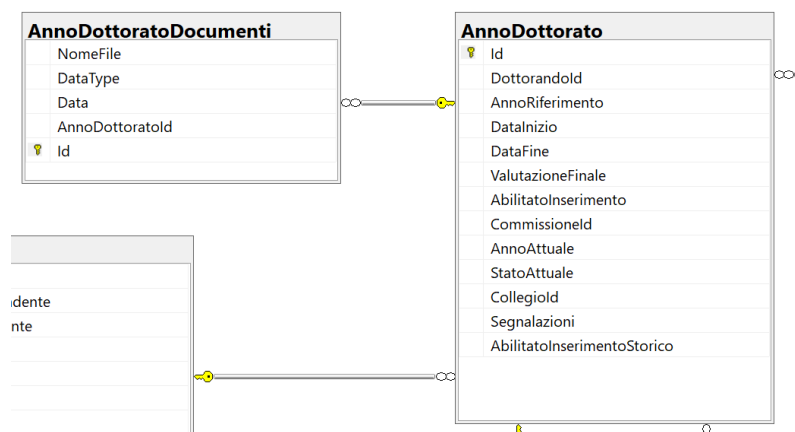 AnnoDottoratoDocumenti
NomeFile
DataType
Data
AnnoDottoratoId
Id
AnnoDottorato
Id
DottorandoId
AnnoRiferimento
DataInizio
DataFine
ValutazioneFinale
AbilitatoInserimento
CommissioneId
AnnoAttuale
StatoAttuale
CollegioId
Segnalazioni
AbilitatoInserimentoStorico